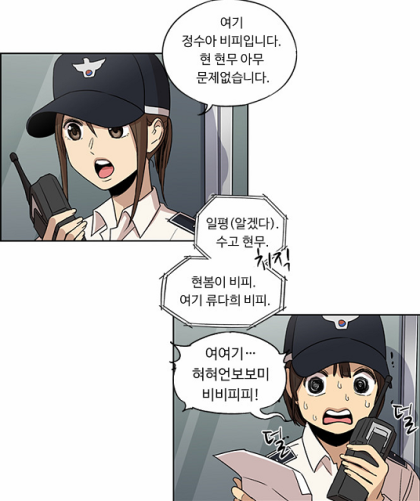 여기
정수아 비피입니다.
현 현무 아무
문제없습니다.
일평(알겠다).
수고 현무.
치직
현봄이 비피.
여기 류다희 비피.
여여기…
허혀언보보미
비비피피!
덜
덜